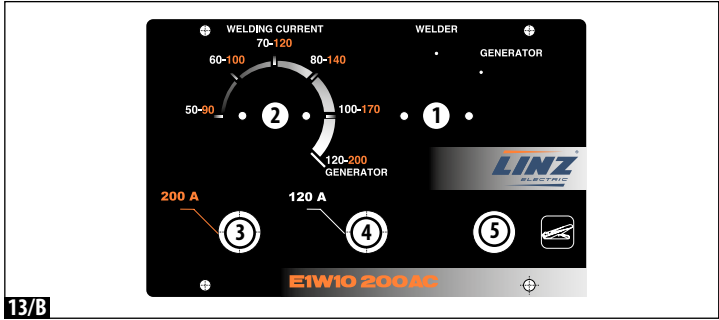 WELDING CURRENT
WELDER
70-120
GENERATOR
60-100
80-140
50-90
2
100-170
1
120-200
GENERATOR
LINZ
ELECTRIC
®
200 A
120 A
3
4
5
E1W10 200AC
13/B